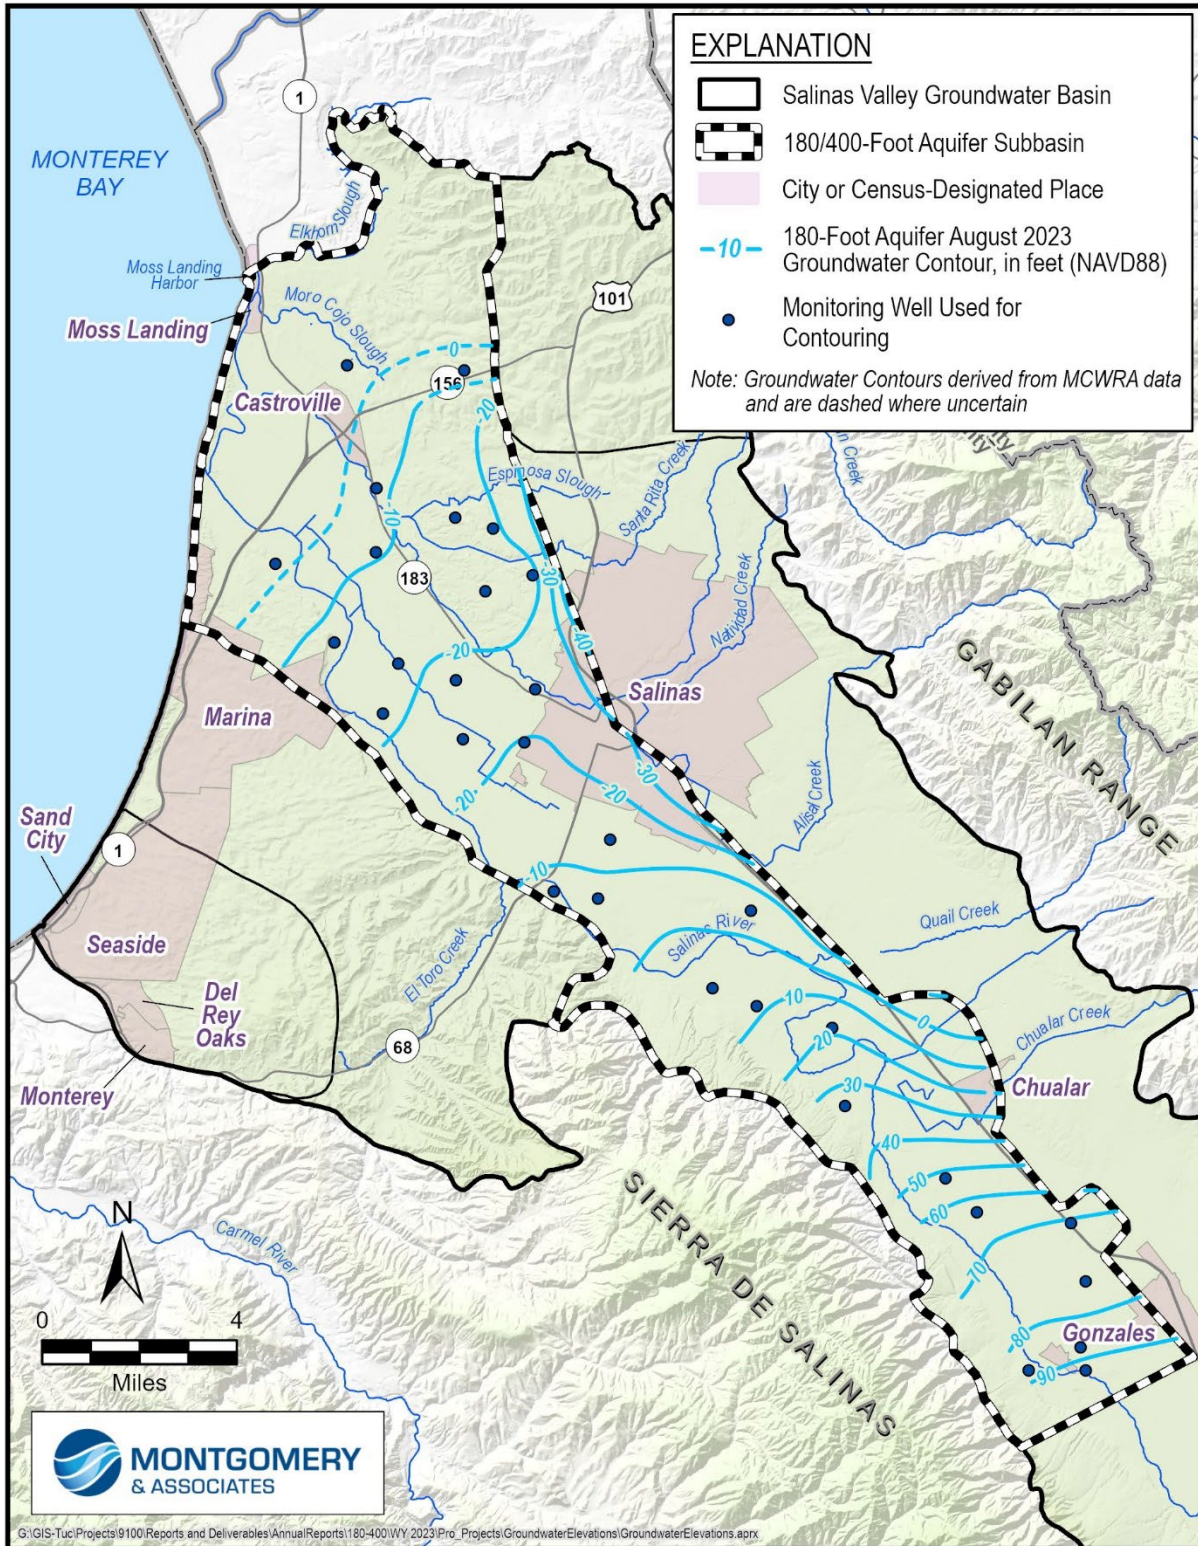 EXPLANATION
Salinas Valley Groundwater Basin
180/400-Foot Aquifer Subbasin
City or Census-Designated Place
-10
180-Foot Aquifer August 2023
Groundwater Contour, in feet (NAVD88)
Monitoring Well Used for
Contouring
Note: Groundwater Contours derived from MCWRA data
and are dashed where uncertain
1
MONTEREY
BAY
Elkhorn Slough
Moss Landing
Harbor
Moss Landing
Moro Cojo Slough
101
0
156
Castroville
-20
Creek
Espinosa Slough
Santa Rita Creek
-10
183
-30
Natividad Creek
-40
GABILAN RANGE
-20
Salinas
Marina
-30
-20
-20
Alisal Creek
Sand
City
1
-10
Quail Creek
Seaside
Salinas River
El Toro Creek
Del
Rey
Oaks
10
0
Chualar Creek
68
20
Monterey
30
Chualar
40
50
60
SIERRA DE SALINAS
Carmel River
N
70
0
4
Miles
80
Gonzales
90
MONTGOMERY
& ASSOCIATES
G:\GIS-Tuc\Projects\9100\Reports and Deliverables\AnnualReports\180-400\WY 2023\Pro_Projects\GroundwaterElevations\GroundwaterElevations.aprx